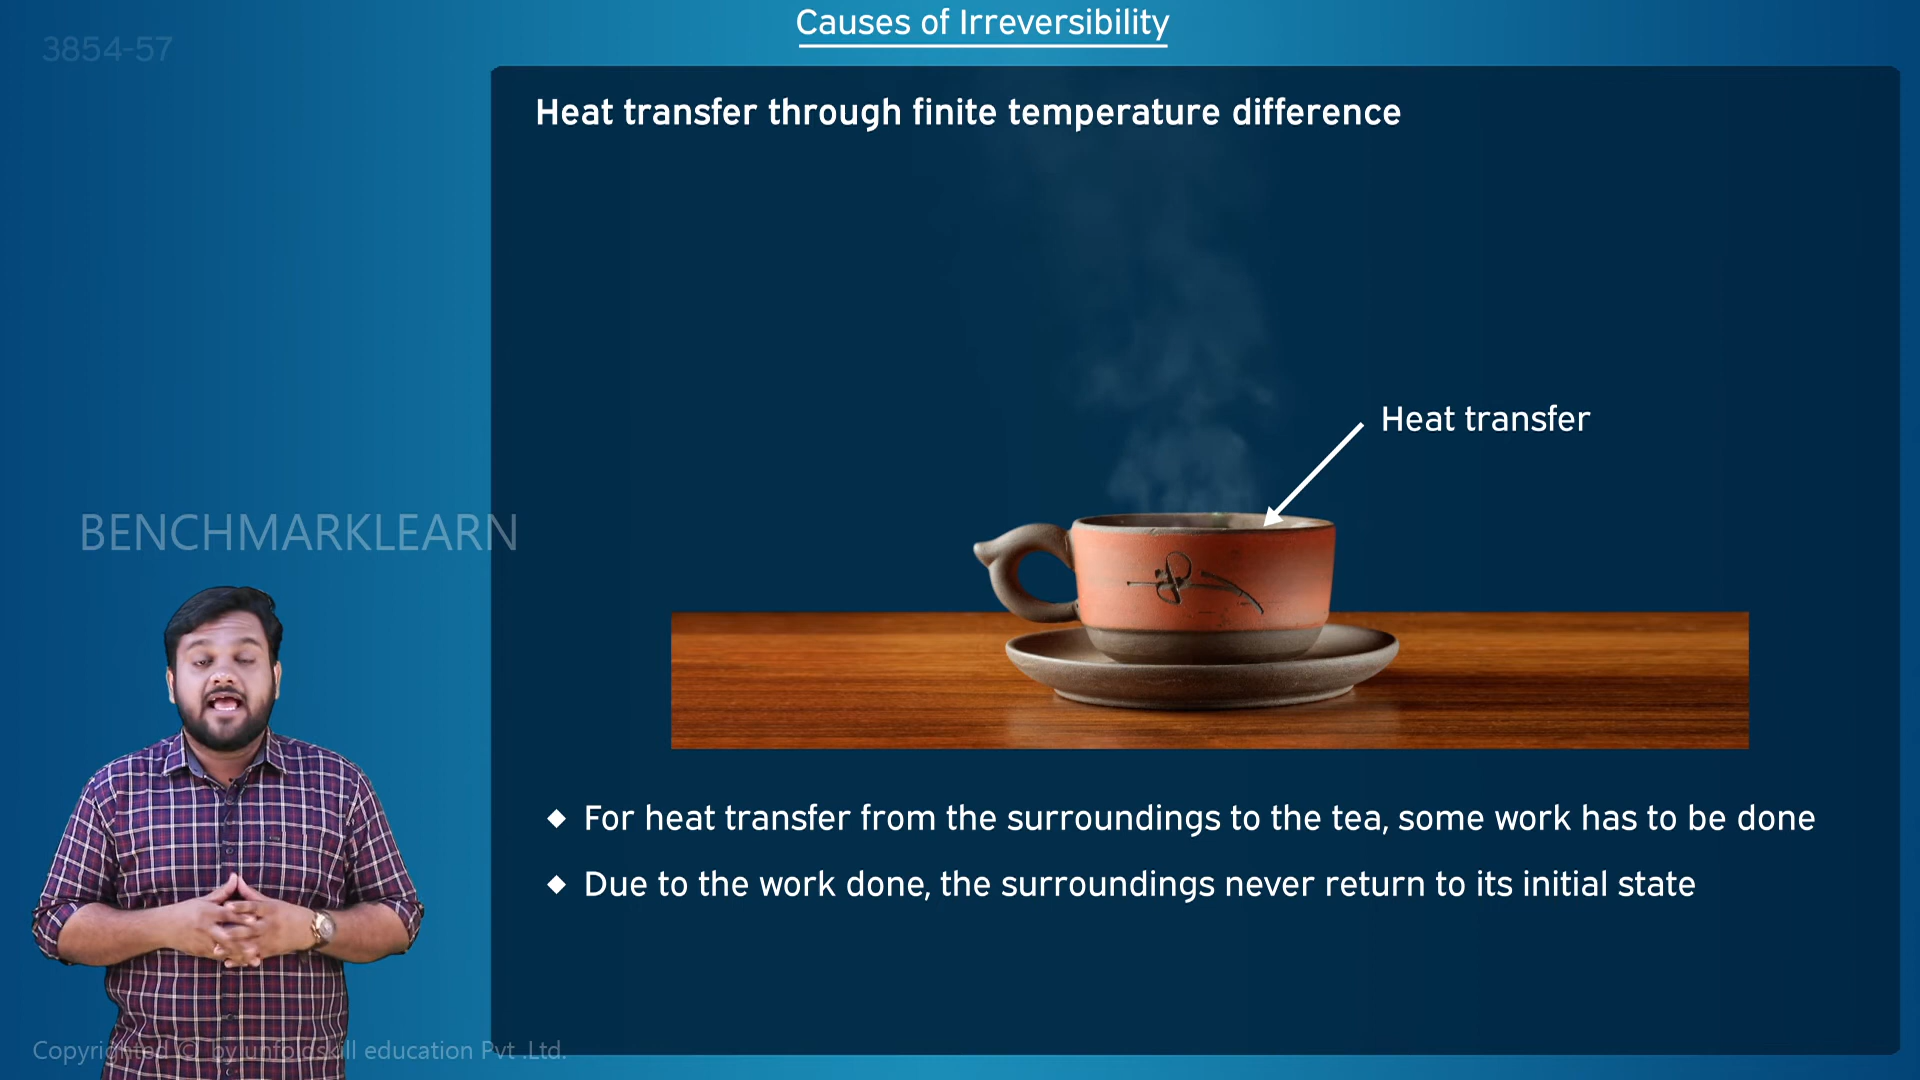 Causes of Irreversibility
3854-57
Heat transfer through finite temperature difference
Heat transfer
BENCHMARKLEARN
For heat transfer from the surroundings to the tea, some work has to be done
Due to the work done, the surroundings never return to its initial state
Copyrighted © by unfoldskill education Pvt .Ltd.